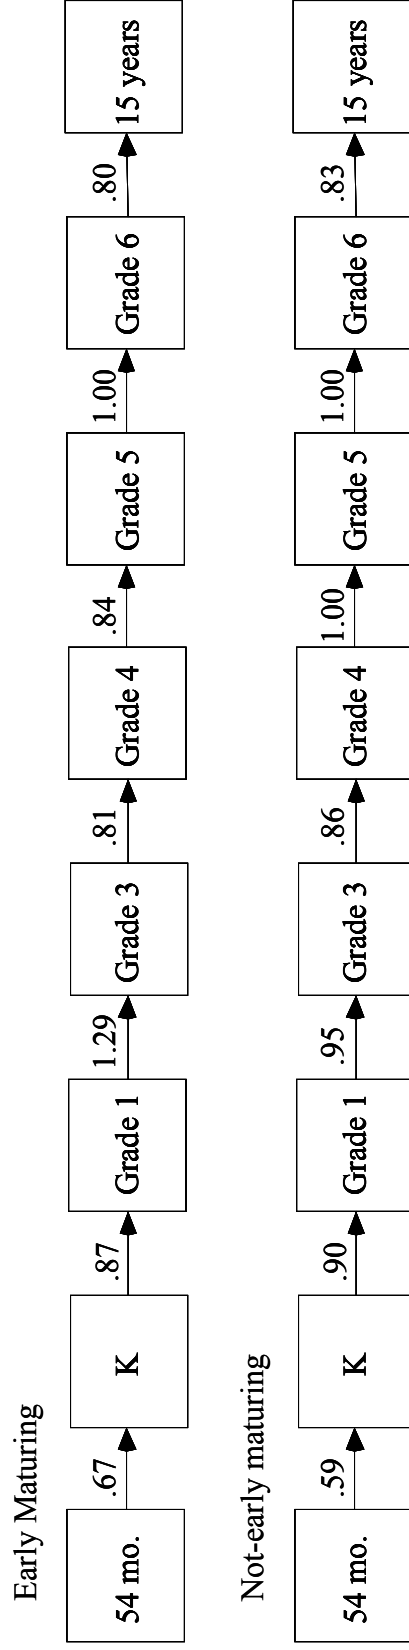 Early Maturing
54 mo.
.67
K
.87
Grade 1
1.29
Grade 3
.81
Grade 4
.84
Grade 5
1.00
Grade 6
.80
15 years
Not-early maturing
54 mo.
.59
K
.90
Grade 1
.95
Grade 3
.86
Grade 4
1.00
Grade 5
1.00
Grade 6
.83
15 years